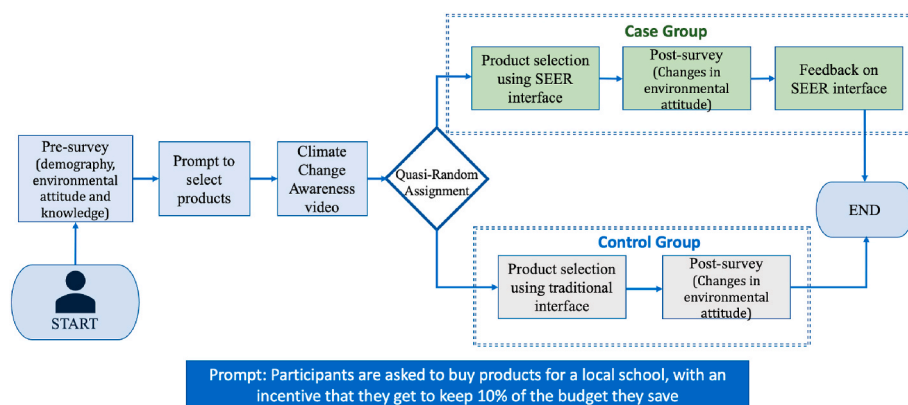 Case Group
Product selection
using SEER
interface
Post-survey
(Changes in
environmental
attitude)
Feedback on
SEER interface
Pre-survey
(demography,
environmental
attitude and
knowledge)
Prompt to
select
products
Climate
Change
Awareness
video
Quasi-Random
Assignment
END
START
Control Group
Product selection
using traditional
interface
Post-survey
(Changes in
environmental
attitude)
Prompt: Participants are asked to buy products for a local school, with an
incentive that they get to keep 10% of the budget they save